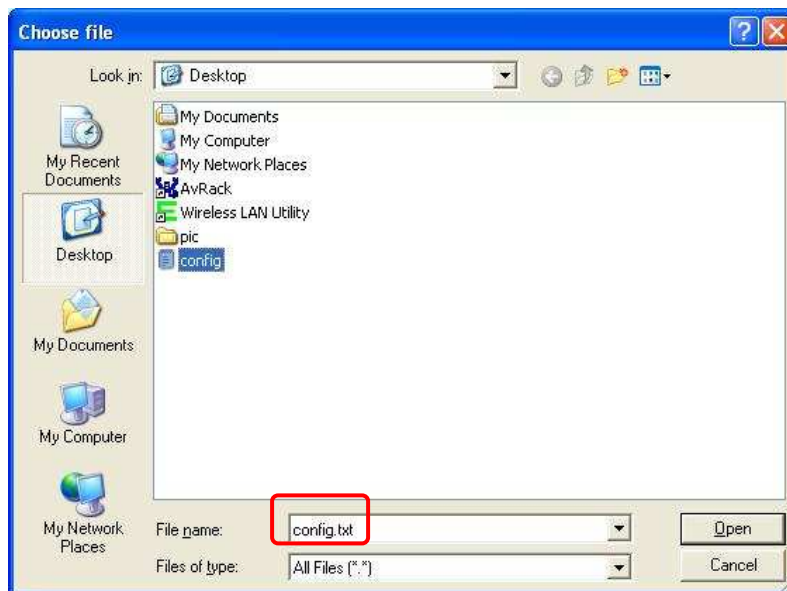 Choose file
Look in: Desktop
My Recent Documents
Desktop
My Documents
My Computer
My Network Places
My Documents
My Computer
My Network Places
AvRack
Wireless LAN Utility
pic
config
File name: config.txt Open
Files of type: All Files (*.*) Cancel